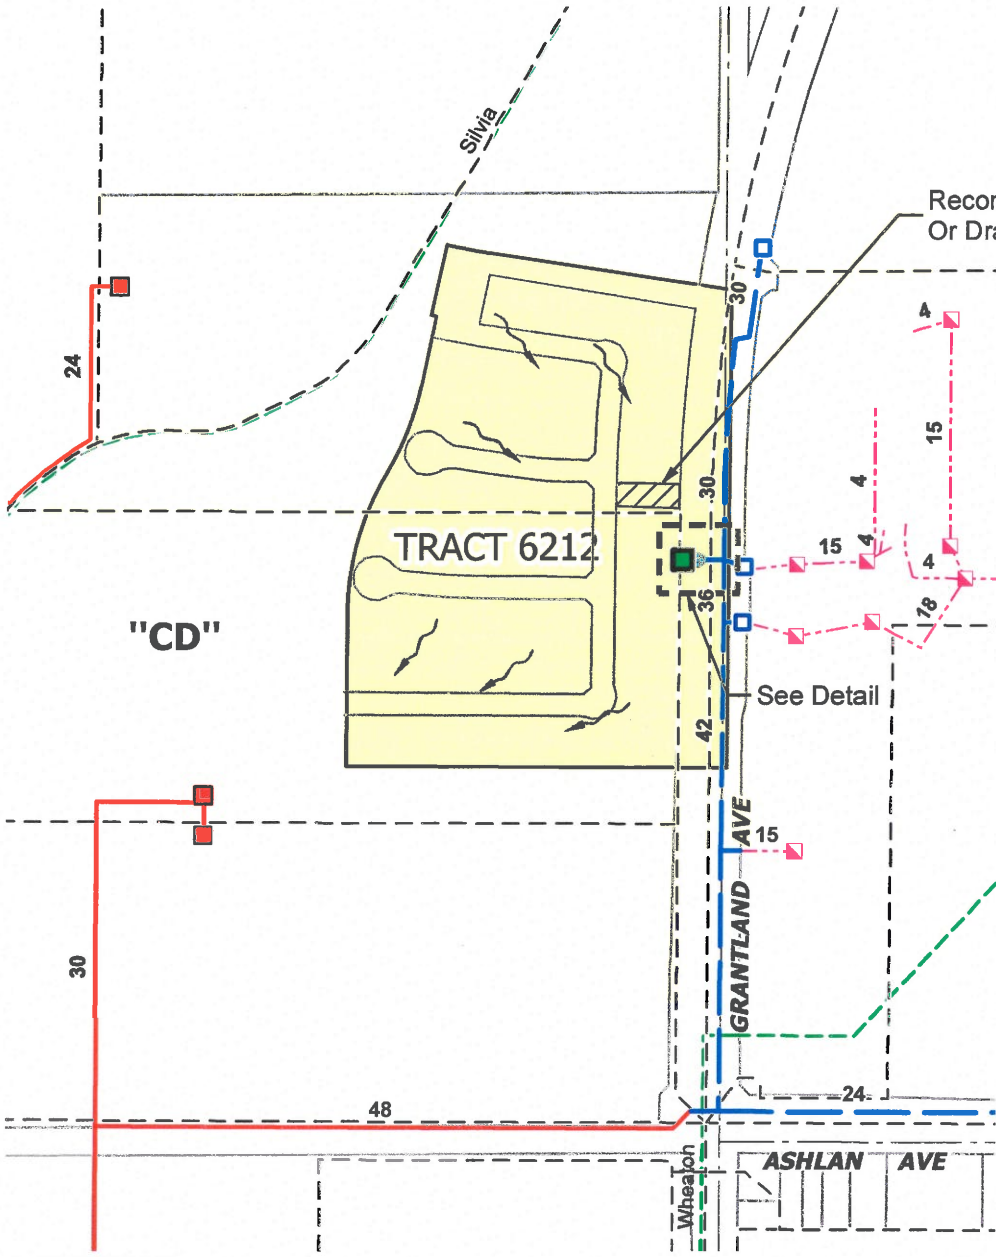 Silvia
Recor
Or Dra
30
24
4
15
30
4
TRACT 6212
15
4
4
36
18
"CD"
See Detail
42
GRANTLAND AVE
15
30
24
48
ASHLAN AVE
Wheaton